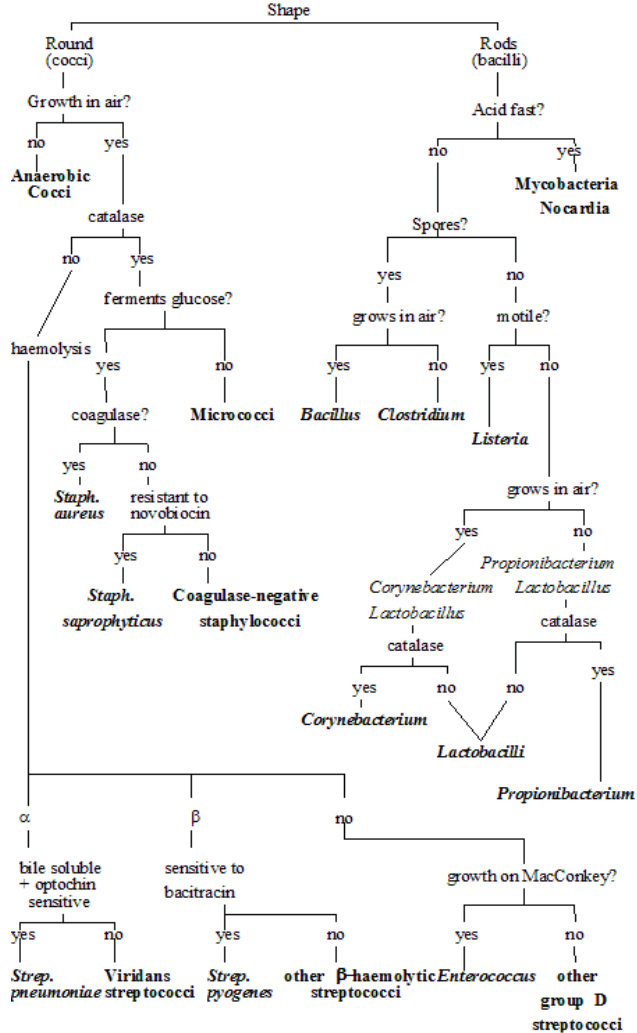 Shape
Round
(cocci)
Rods
(bacilli)
Growth in air?
Acid fast?
no
yes
no
yes
Anaerobic
Cocci
Mycobacteria
Nocardia
catalase
Spores?
no
yes
yes
no
ferments glucose?
grows in air?
motile?
haemolysis
yes
no
yes
no
yes
no
coagulase?
Micrococci
Bacillus
Clostridium
Listeria
yes
no
Staph.
aureus
resistant to
novobiocin
grows in air?
yes
no
yes
no
Staph.
saprophyticus
Coagulase-negative
staphylococci
Corynebacterium
Lactobacillus
Propionibacterium
Lactobacillus
catalase
catalase
yes
no
no
yes
Corynebacterium
Lactobacilli
Propionibacterium
α
β
no
bile soluble
+ optochin
sensitive
sensitive to
bacitracin
growth on MacConkey?
yes
no
yes
no
yes
no
Strep.
pneumoniae
Viridans
streptococci
Strep.
pyogenes
other β-haemolytic
streptococci
Enterococcus
other
group D
streptococci